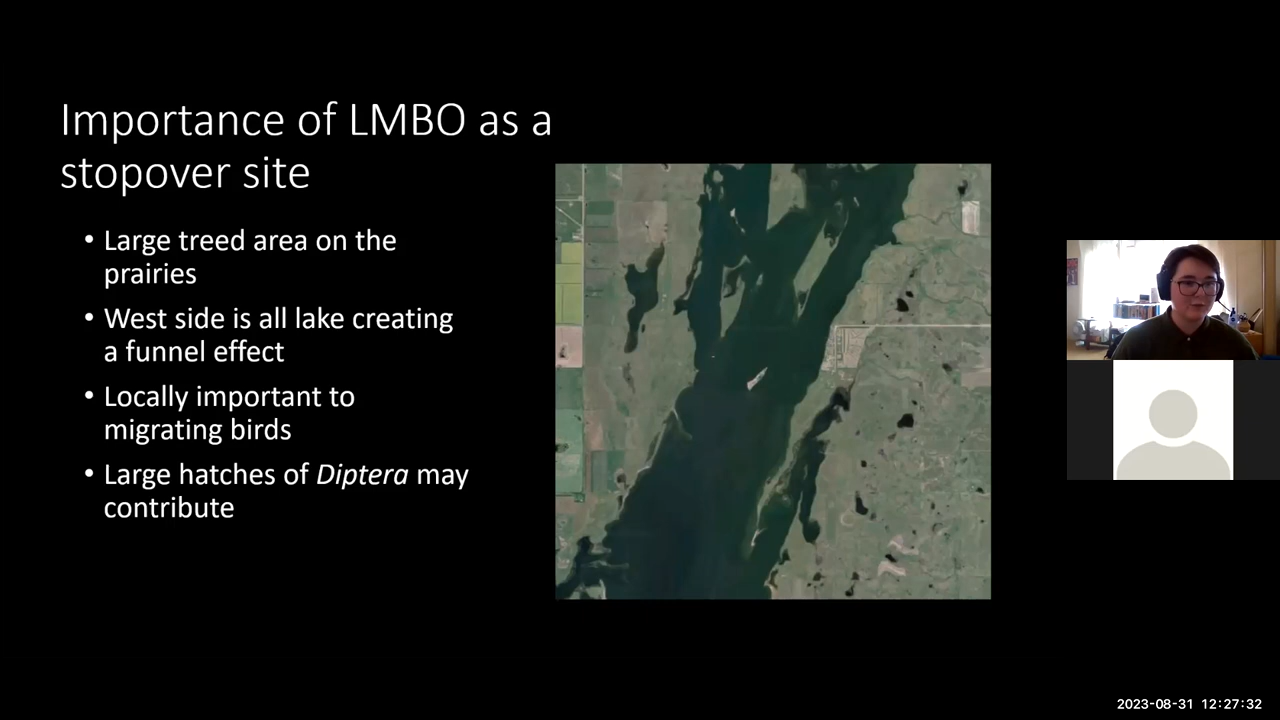 Importance of LMBO as a
stopover site
• Large treed area on the
prairies
• West side is all lake creating
a funnel effect
• Locally important to
migrating birds
• Large hatches of Diptera may
contribute
2023-08-31 12:27:32